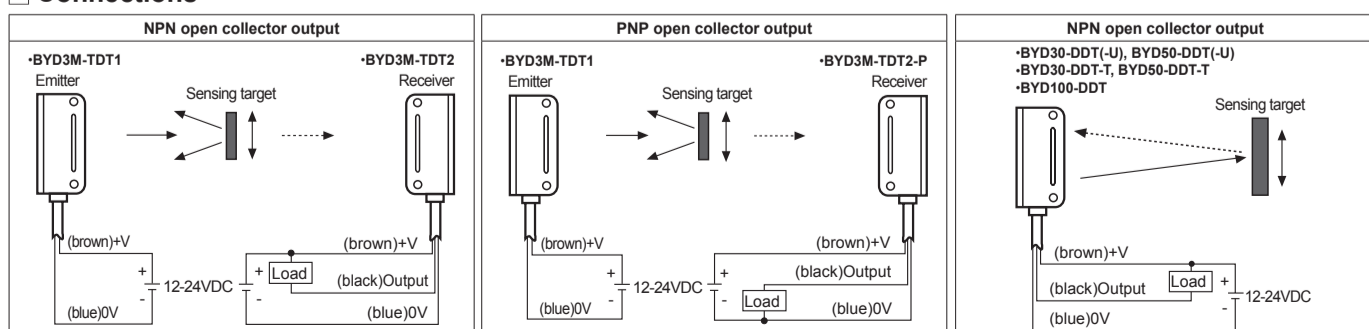 Connections
NPN open collector output
•BYD3M-TDT1
Emitter
•BYD3M-TDT2
Receiver
Sensing target
(brown)+V
+
12-24VDC
-
(blue)0V
+
-
Load
(brown)+V
(black)Output
(blue)0V
PNP open collector output
•BYD3M-TDT1
Emitter
•BYD3M-TDT2-P
Receiver
Sensing target
(brown)+V
+
12-24VDC
-
(blue)0V
+
-
Load
(brown)+V
(black)Output
(blue)0V
NPN open collector output
•BYD30-DDT(-U), BYD50-DDT(-U)
•BYD30-DDT-T, BYD50-DDT-T
•BYD100-DDT
Sensing target
(brown)+V
(black)Output
Load
+
12-24VDC
-
(blue)0V